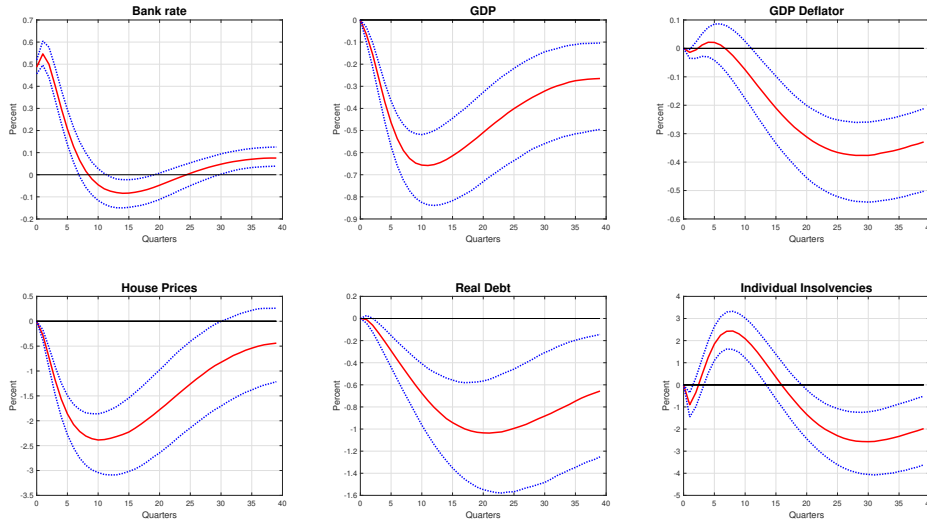 Bank rate
0.7
0.6
0.5
0.4
0.3
0.2
0.1
0
-0.1
-0.2
Percent
0 5 10 15 20 25 30 35 40
Quarters
GDP
0
-0.1
-0.2
-0.3
-0.4
-0.5
-0.6
-0.7
-0.8
-0.9
Percent
0 5 10 15 20 25 30 35 40
Quarters
GDP Deflator
0.1
0
-0.1
-0.2
-0.3
-0.4
-0.5
-0.6
Percent
0 5 10 15 20 25 30 35 40
Quarters
House Prices
0.5
0
-0.5
-1
-1.5
-2
-2.5
-3
-3.5
Percent
0 5 10 15 20 25 30 35 40
Quarters
Real Debt
0.2
0
-0.2
-0.4
-0.6
-0.8
-1
-1.2
-1.4
-1.6
Percent
0 5 10 15 20 25 30 35 40
Quarters
Individual Insolvencies
4
3
2
1
0
-1
-2
-3
-4
-5
Percent
0 5 10 15 20 25 30 35 40
Quarters